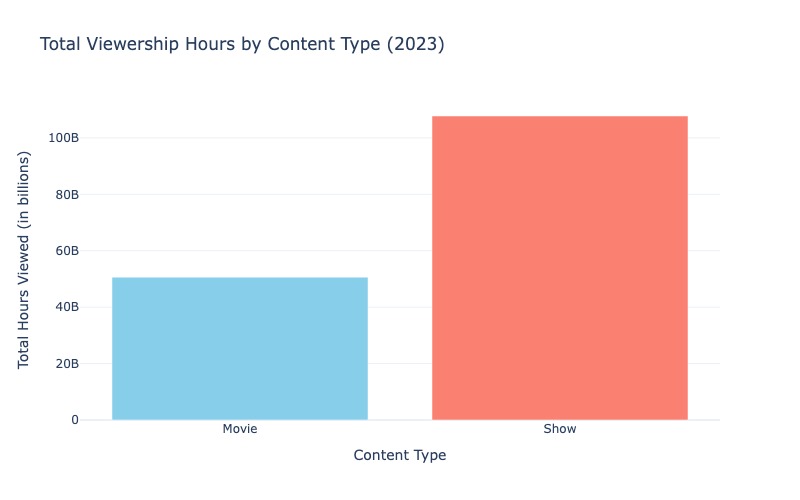 Total Viewership Hours by Content Type (2023)
Total Hours Viewed (in billions)
100B
80B
60B
40B
20B
0
Movie
Show
Content Type